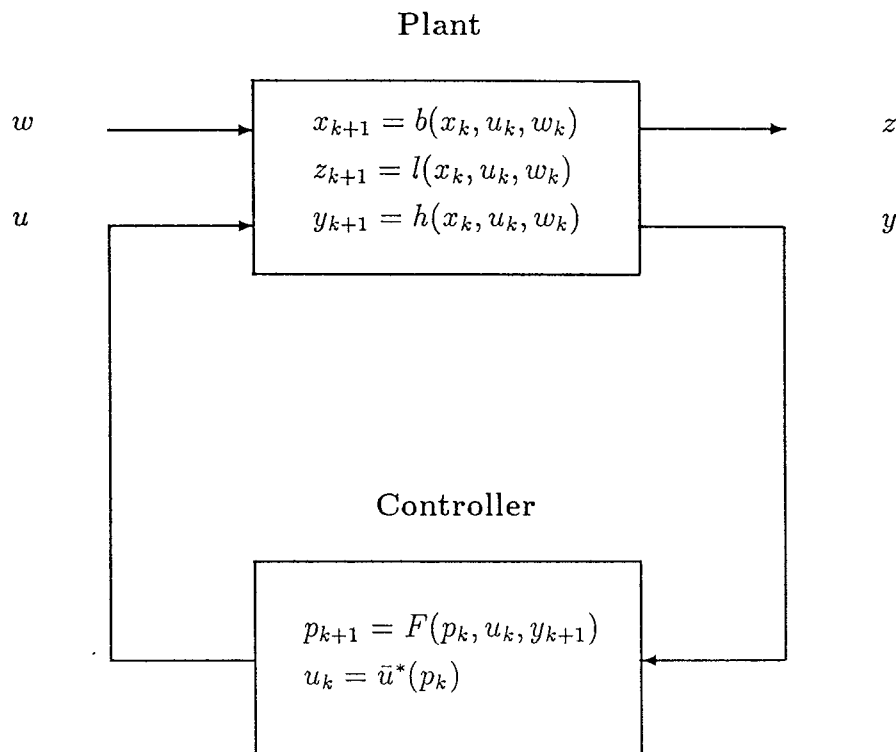 Plant
w
x_{k+1} = b(x_k, u_k, w_k)
z
z_{k+1} = l(x_k, u_k, w_k)
u
y_{k+1} = h(x_k, u_k, w_k)
y
Controller
p_{k+1} = F(p_k, u_k, y_{k+1})
u_k = ū*(p_k)